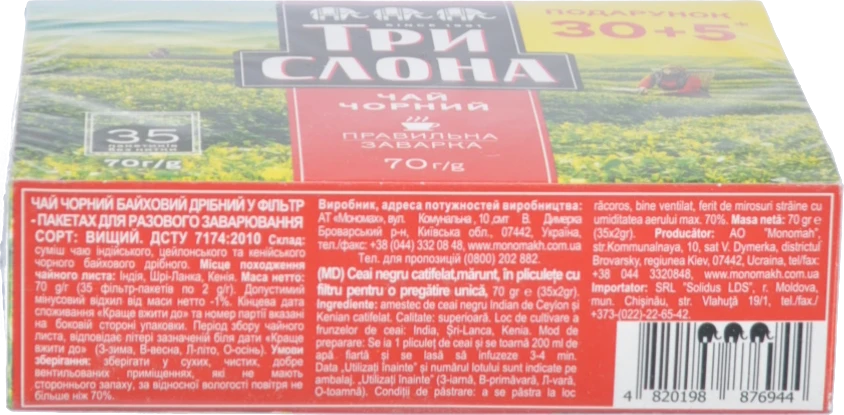 SINCE 1991
ТРИ
СЛОНА
ЧАЙ
ЧОРНИЙ
ПРАВИЛЬНА
ЗАВАРКА
70 г/g
ПОДАРУНОК
30+5
35
пакетиків
без нитки
70 г/g
ЧАЙ ЧОРНИЙ БАЙХОВИЙ ДРІБНИЙ У ФІЛЬТР
- ПАКЕТАХ ДЛЯ РАЗОВОГО ЗАВАРЮВАННЯ
СОРТ: ВИЩИЙ. ДСТУ 7174:2010 Склад:
суміш чаю індійського, цейлонського та кенійського
чорного байхового дрібного. Місце походження
чайного листа: Індія, Шрі-Ланка, Кенія. Маса нетто:
70 g/г (35 фільтр-пакетів по 2 g/г). Допустимий
мінусовий відхил від маси нетто -1%. Кінцева дата
споживання «Краще вжити до» та номер партії вказані
на боковій стороні упаковки. Період збору чайного
листа, відповідає літері зазначеній біля дати «Краще
вжити до» (З-зима, В-весна, Л-літо, О-осінь). Умови
зберігання: зберігати у сухих, чистих, добре
вентильованих приміщеннях, які не мають
стороннього запаху, за відносної вологості повітря не
більше ніж 70%.
Виробник, адреса потужностей виробництва:
АТ «Мономах», вул. Комунальна , 10 ,смт В. Димерка
Броварський р-н, Київська обл., 07442, Україна,
тел./факс: +38 (044) 332 08 48, www.monomakh.com.ua
Тел. для пропозицій (0800) 202 882.
(MD) Ceai negru catifelat,mărunt, în pliculețe cu
filtru pentru o pregătire unică, 70 gr e (35x2gr).
Ingrediente: amestec de ceai negru Indian de Ceylon și
Kenian catifelat. Calitate: superioară. Loc de cultivare a
frunzelor de ceai: India, Șri-Lanca, Kenia. Mod de
preparare: Se ia 1 pliculeț de ceai și se toarnă 200 ml de
apă fiartă și se lasă să infuzeze 3-4 min.
Data „Utilizați înainte" și numărul lotului sunt indicate pe
ambalaj, „Utilizați înainte" (З-iarnă, В-primăvară, Л-vară,
О-toamnă). Condiții de păstrare: a se păstra la loc
răcoros, bine ventilat, ferit de mirosuri străine cu
umiditatea aerului max. 70%. Masa netă: 70 gr e
(35x2gr). Producător: AO "Monomah",
str.Kommunalnaya, 10, sat V. Dymerka, districtul
Brovarsky, regiunea Kiev, 07442, Ucraina, tel/fax:
+38 044 3320848, www.monomakh.com.ua
Importator: SRL "Solidus LDS", r. Moldova,
mun. Chișinău, str. Vlahuță 19/1, tel./fax./
+373-(022)-22-65-42.
4 820198 876944